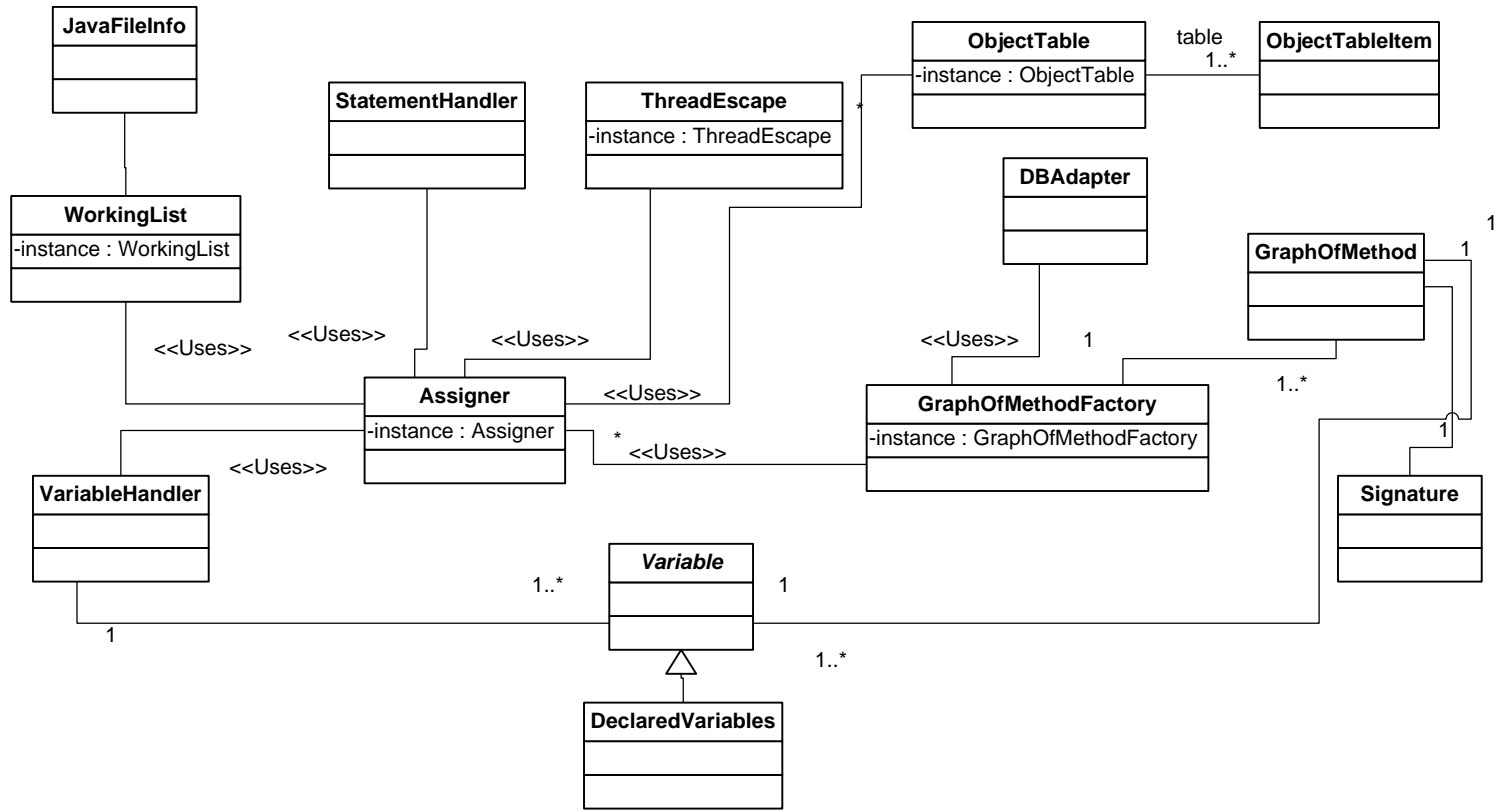 JavaFileInfo
ObjectTable
-instance : ObjectTable
table
1..*
ObjectTableItem
StatementHandler
ThreadEscape
-instance : ThreadEscape
*
DBAdapter
WorkingList
-instance : WorkingList
GraphOfMethod
1
1
<<Uses>>
<<Uses>>
<<Uses>>
<<Uses>>
1
1..*
Assigner
-instance : Assigner
<<Uses>>
GraphOfMethodFactory
-instance : GraphOfMethodFactory
*
<<Uses>>
1
<<Uses>>
VariableHandler
Signature
Variable
1..*
1
1
1..*
DeclaredVariables